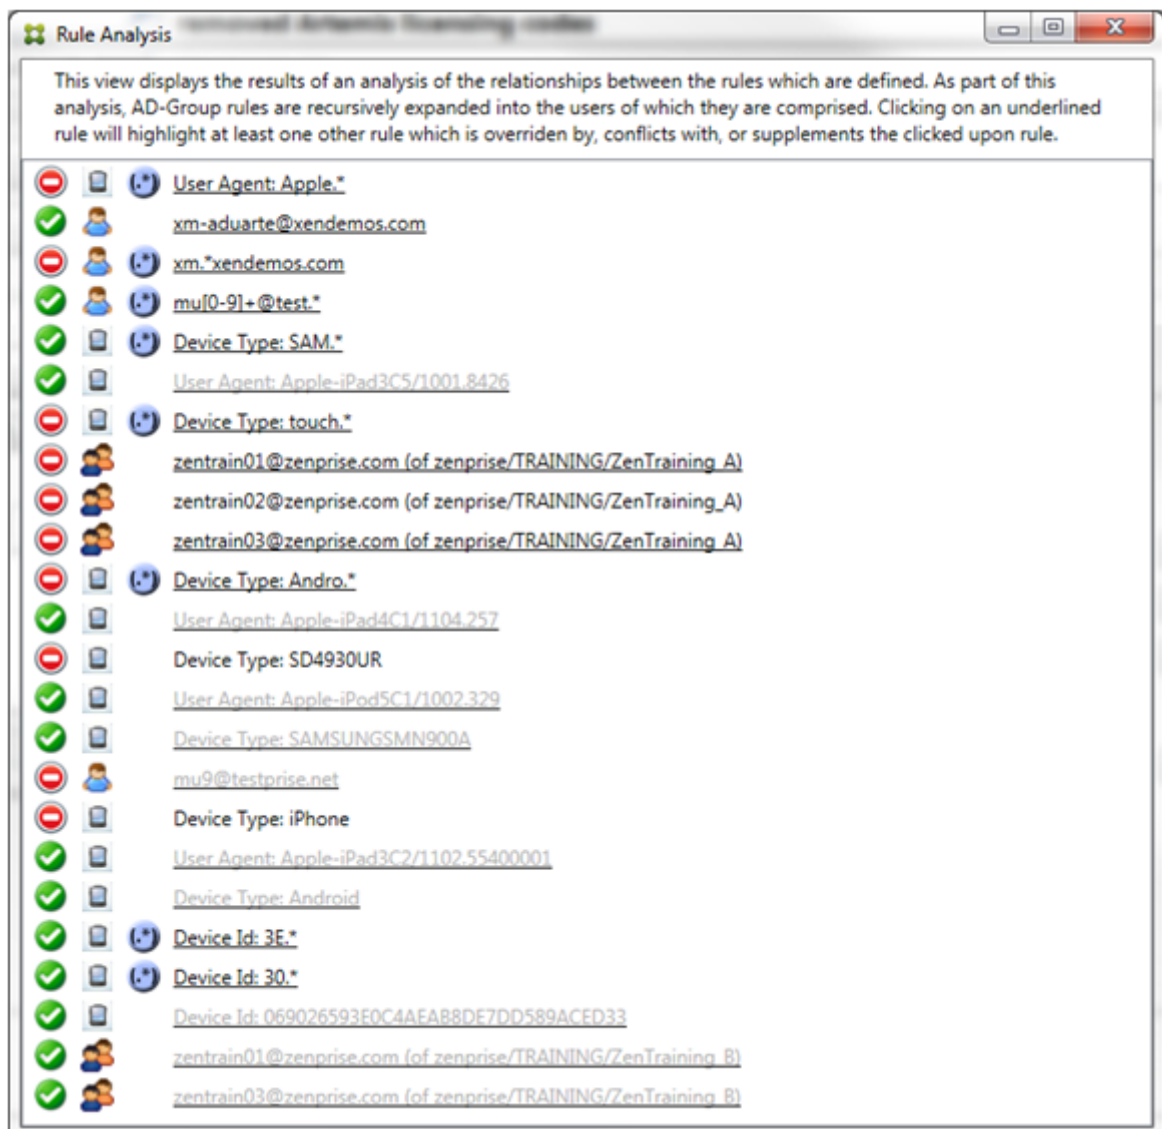 removed Artemis licensing codes
Rule Analysis
This view displays the results of an analysis of the relationships between the rules which are defined. As part of this
analysis, AD-Group rules are recursively expanded into the users of which they are comprised. Clicking on an underlined
rule will highlight at least one other rule which is overriden by, conflicts with, or supplements the clicked upon rule.
(.*) User Agent: Apple.*
xm-aduarte@xendemos.com
(.*) xm.*xendemos.com
(.*) mu[0-9]+@test.*
(.*) Device Type: SAM.*
User Agent: Apple-iPad3C5/1001.8426
(.*) Device Type: touch.*
zentrain01@zenprise.com (of zenprise/TRAINING/ZenTraining_A)
zentrain02@zenprise.com (of zenprise/TRAINING/ZenTraining_A)
zentrain03@zenprise.com (of zenprise/TRAINING/ZenTraining_A)
(.*) Device Type: Andro.*
User Agent: Apple-iPad4C1/1104.257
Device Type: SD4930UR
User Agent: Apple-iPod5C1/1002.329
Device Type: SAMSUNGSMN900A
mu9@testprise.net
Device Type: iPhone
User Agent: Apple-iPad3C2/1102.55400001
Device Type: Android
(.*) Device Id: 3E.*
(.*) Device Id: 30.*
Device Id: 069026593E0C4AEAB8DE7DD589ACED33
zentrain01@zenprise.com (of zenprise/TRAINING/ZenTraining_B)
zentrain03@zenprise.com (of zenprise/TRAINING/ZenTraining_B)